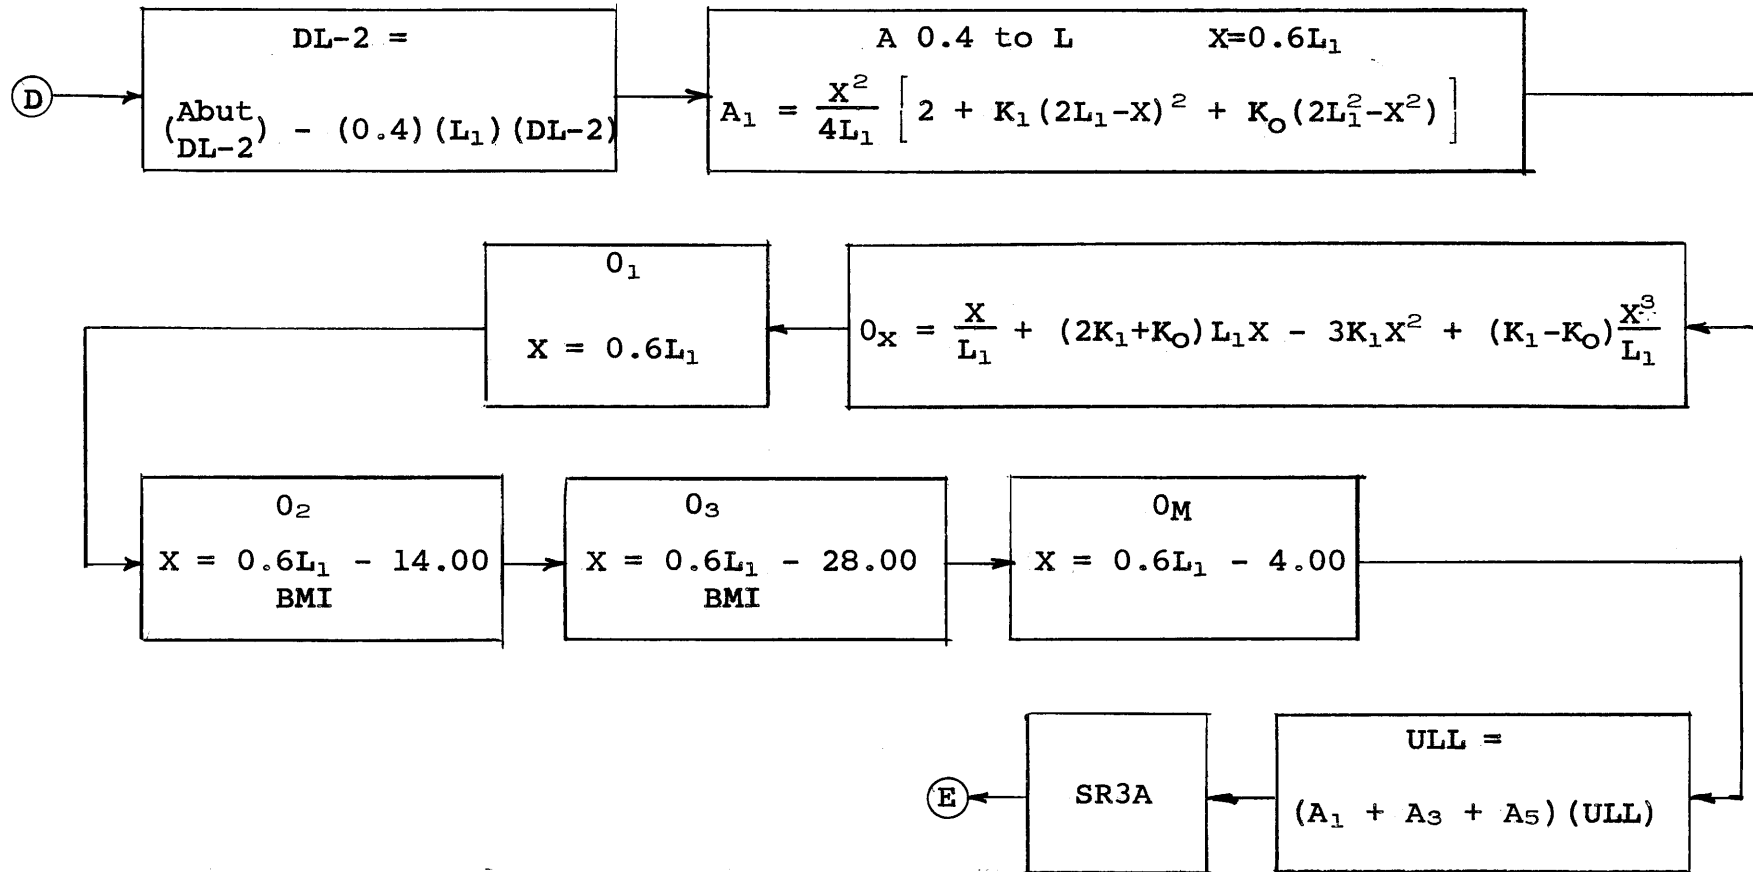 D
DL-2 =
(Abut DL-2) - (0.4)(L₁)(DL-2)
A 0.4 to L X=0.6L₁
A₁ = X²/4L₁ [2 + K₁(2L₁-X)² + K₀(2L₁²-X²)]
0ₓ = X/L₁ + (2K₁+K₀)L₁X - 3K₁X² + (K₁-K₀)X³/L₁
0₁
X = 0.6L₁
0₂
X = 0.6L₁ - 14.00
BMI
0₃
X = 0.6L₁ - 28.00
BMI
0M
X = 0.6L₁ - 4.00
ULL =
(A₁ + A₃ + A₅)(ULL)
SR3A
E